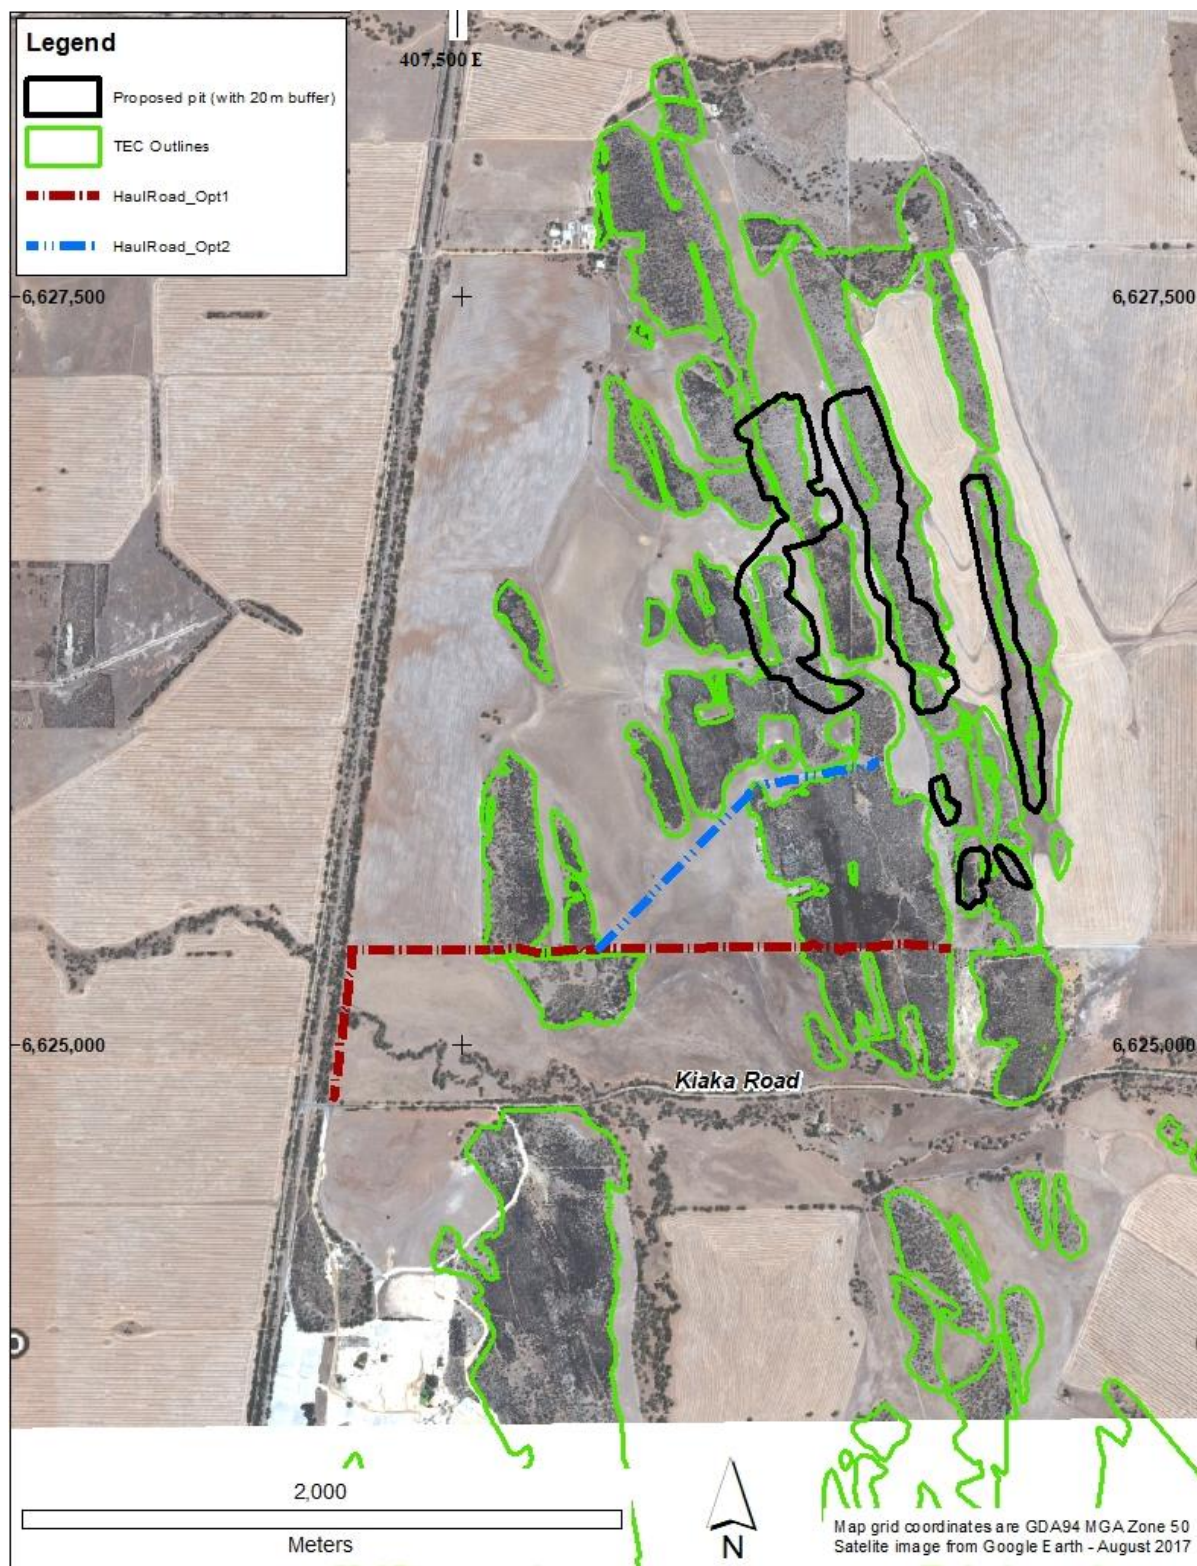 Legend
Proposed pit (with 20m buffer)
TEC Outlines
HaulRoad_Opt1
HaulRoad_Opt2
407,500 E
6,627,500
6,627,500
6,625,000
6,625,000
Kiaka Road
2,000
Meters
N
Map grid coordinates are GDA94 MGA Zone 50
Satelite image from Google Earth - August 2017